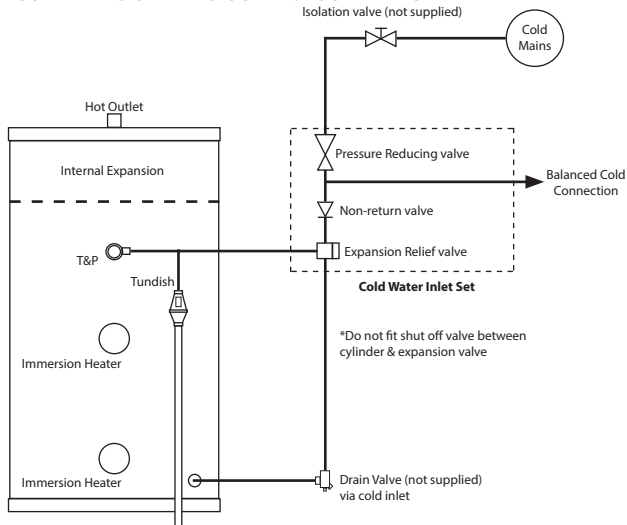 Isolation valve (not supplied)
Cold
Mains
Hot Outlet
Internal Expansion
Pressure Reducing valve
Balanced Cold
Connection
Non-return valve
T&P
Expansion Relief valve
Tundish
Cold Water Inlet Set
*Do not fit shut off valve between
cylinder & expansion valve
Immersion Heater
Immersion Heater
Drain Valve (not supplied)
via cold inlet